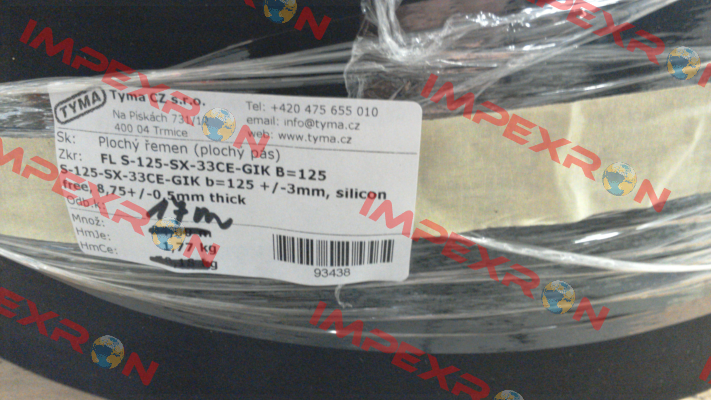 IMPEXRON
IMPEXRON
TYMA
Tyma CZ s.r.o.
Na Pískách 731/
400 04 Trmice
Tel: +420 475 655 010
email: info@tyma.cz
web: www.tyma.cz
Sk: Plochý řemen (plochý pás)
Zkr: FL S-125-SX-33CE-GIK B=125
S-125-SX-33CE-GIK b=125 +/-3mm, silicon
free, 8,75+/-0,5mm thick
Odb.k
17m
Množ:
HmJe: ,77 kg
HmCe: kg
93438
IMPEXRON
IMPEXRON
IMPEXRON